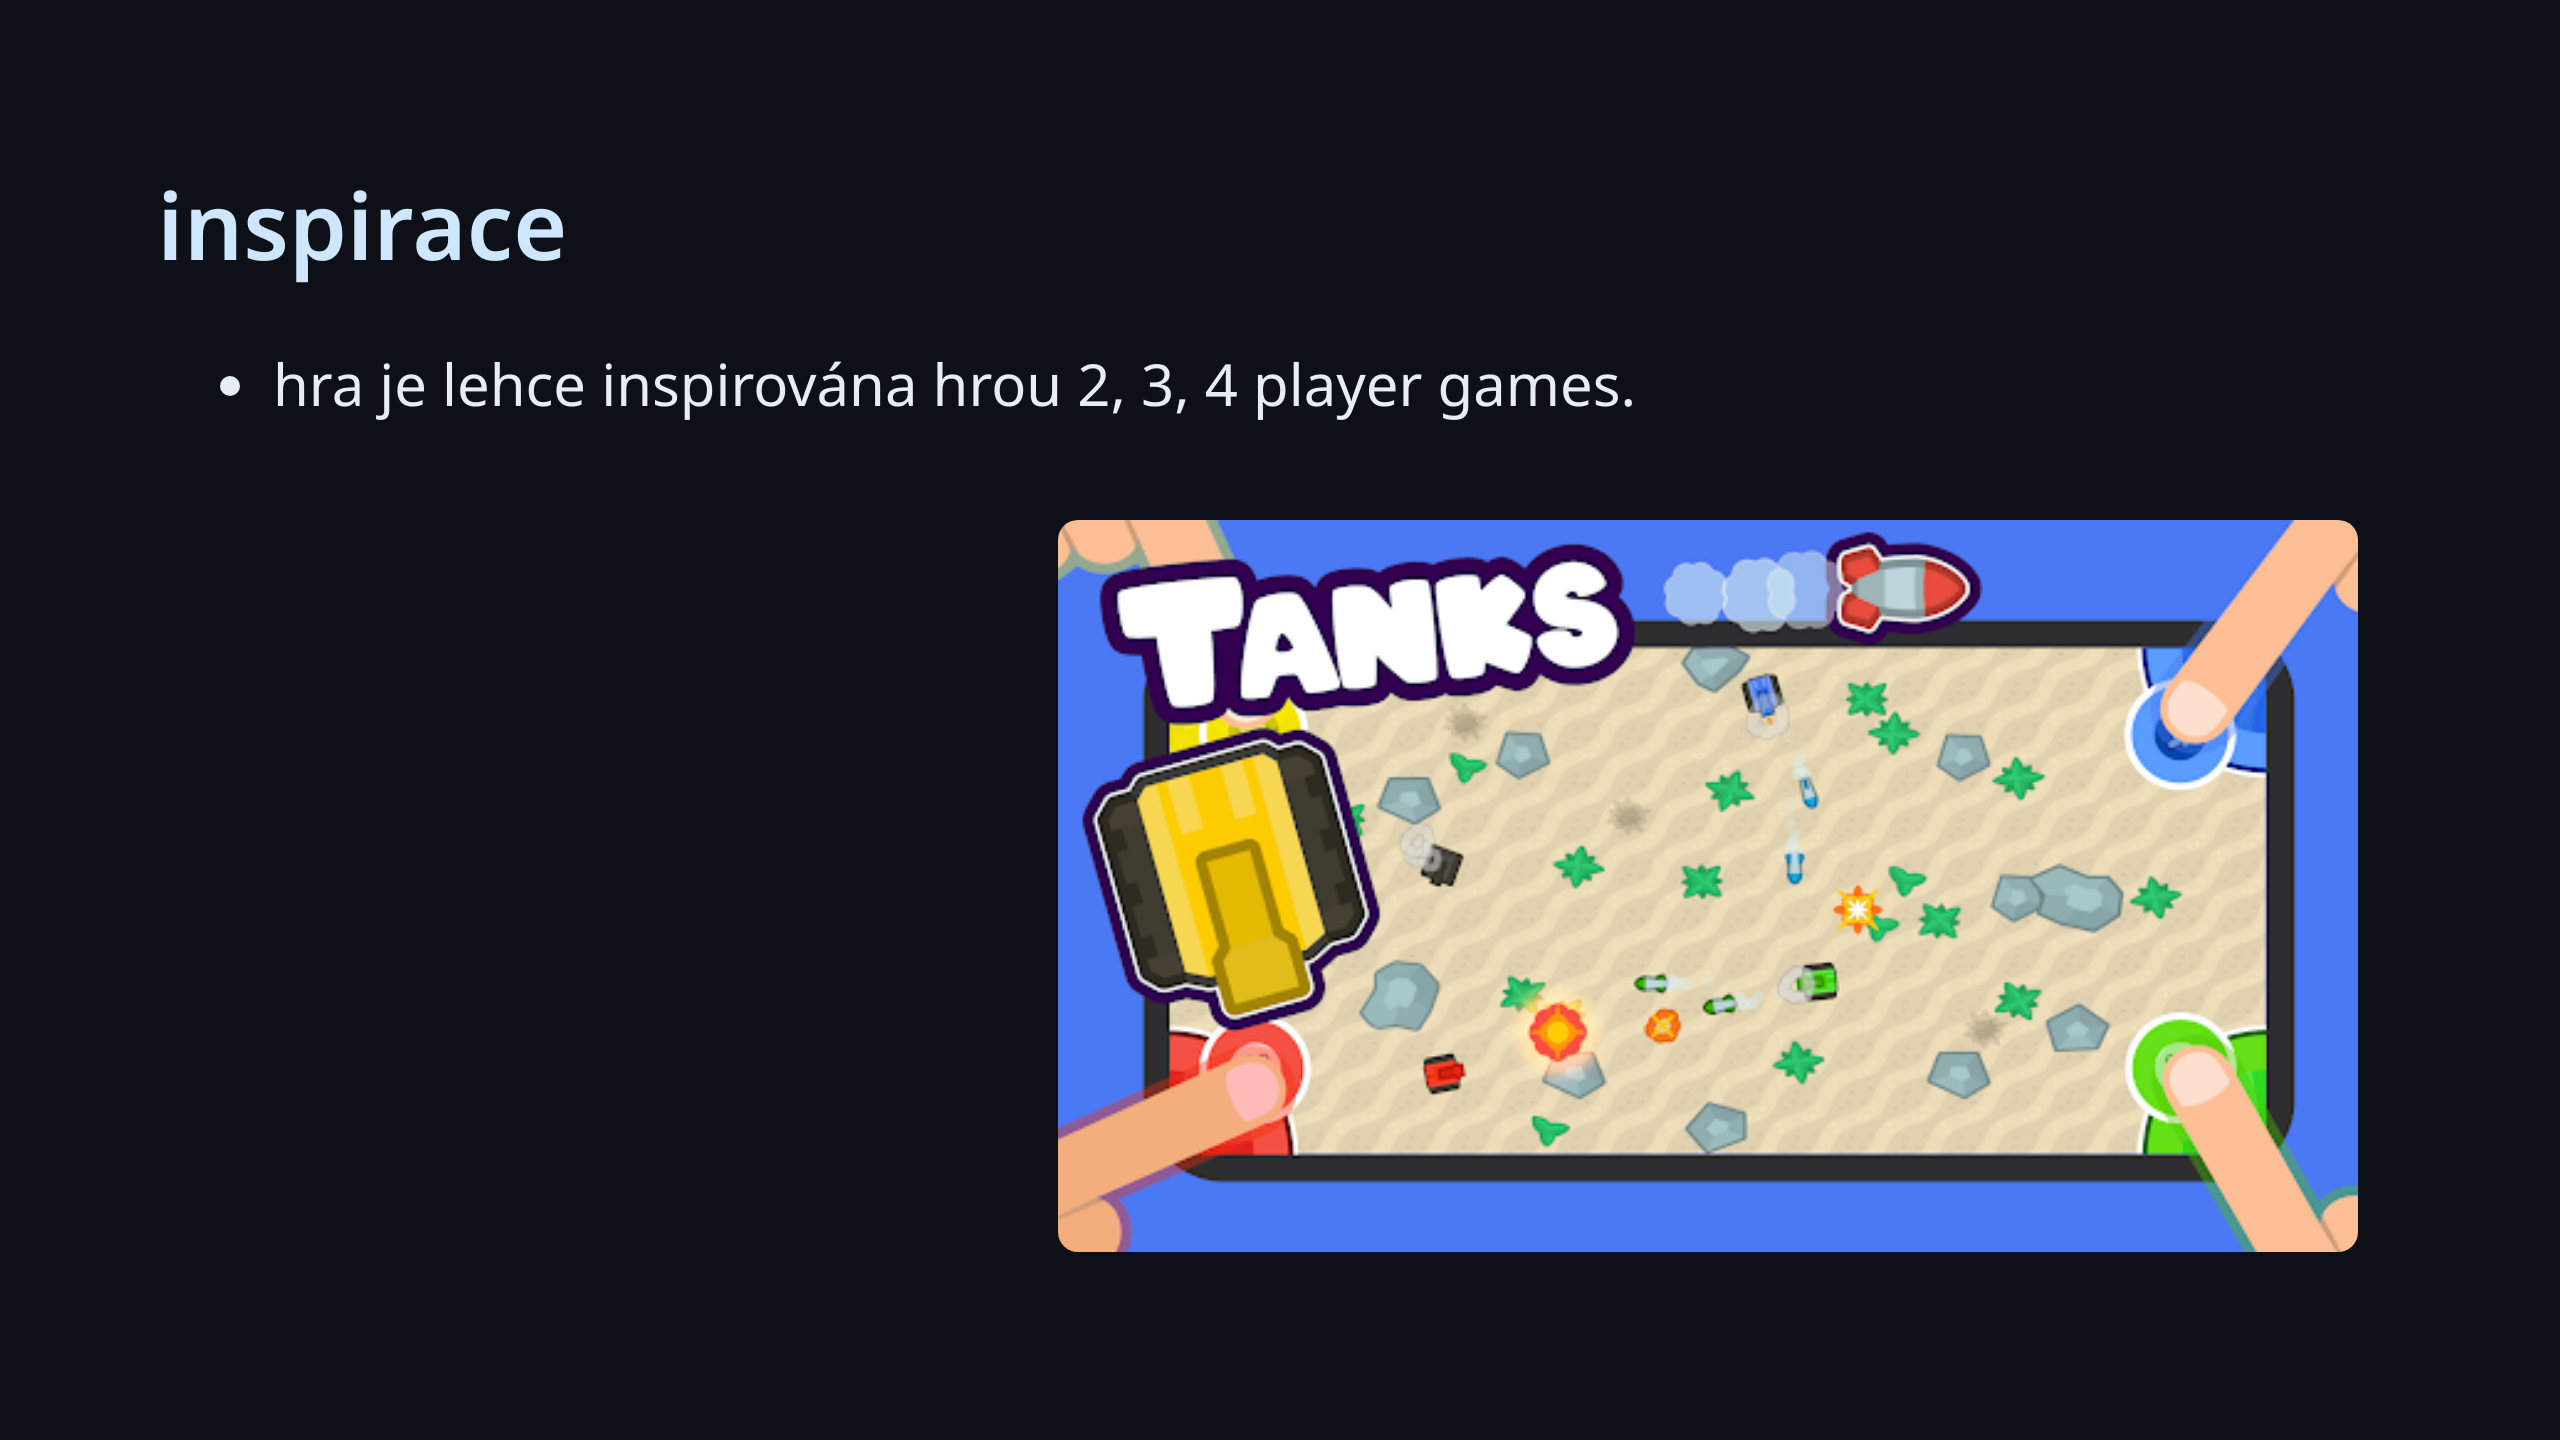 inspirace
• hra je lehce inspirována hrou 2, 3, 4 player games.
TANKS